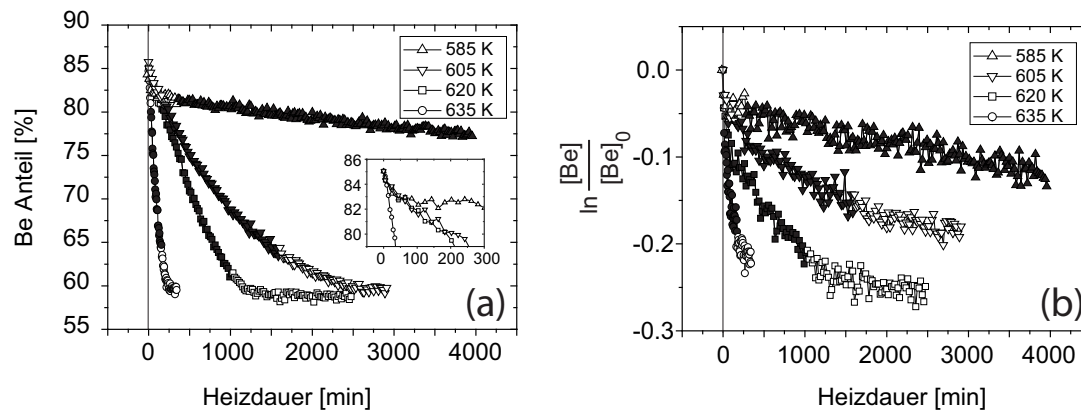 90
85
80
75
70
65
60
55
Be Anteil [%]
585 K
605 K
620 K
635 K
86
84
82
80
0 100 200 300
(a)
0 1000 2000 3000 4000
Heizdauer [min]
0.0
-0.1
-0.2
-0.3
ln [Be]
[Be]0
585 K
605 K
620 K
635 K
(b)
0 1000 2000 3000 4000
Heizdauer [min]